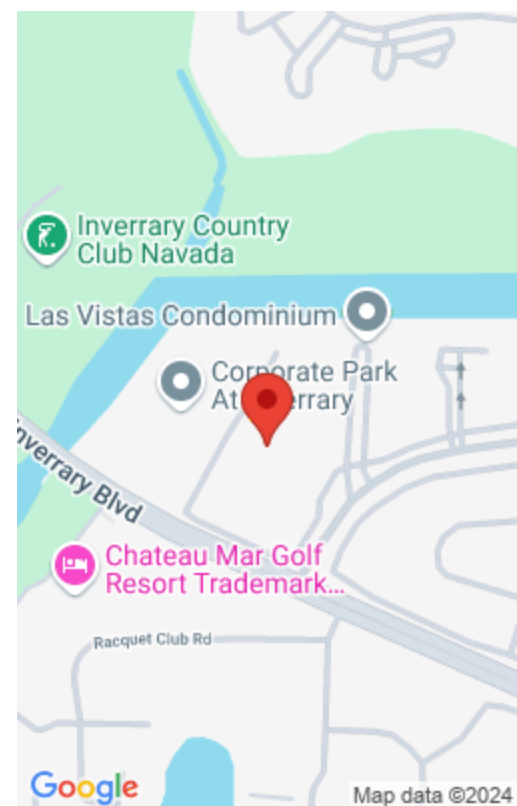 Inverrary Country
Club Navada
Las Vistas Condominium
Corporate Park
At
errary
Inverrary Blvd
Chateau Mar Golf
Resort Trademark...
Racquet Club Rd
Google
Map data ©2024